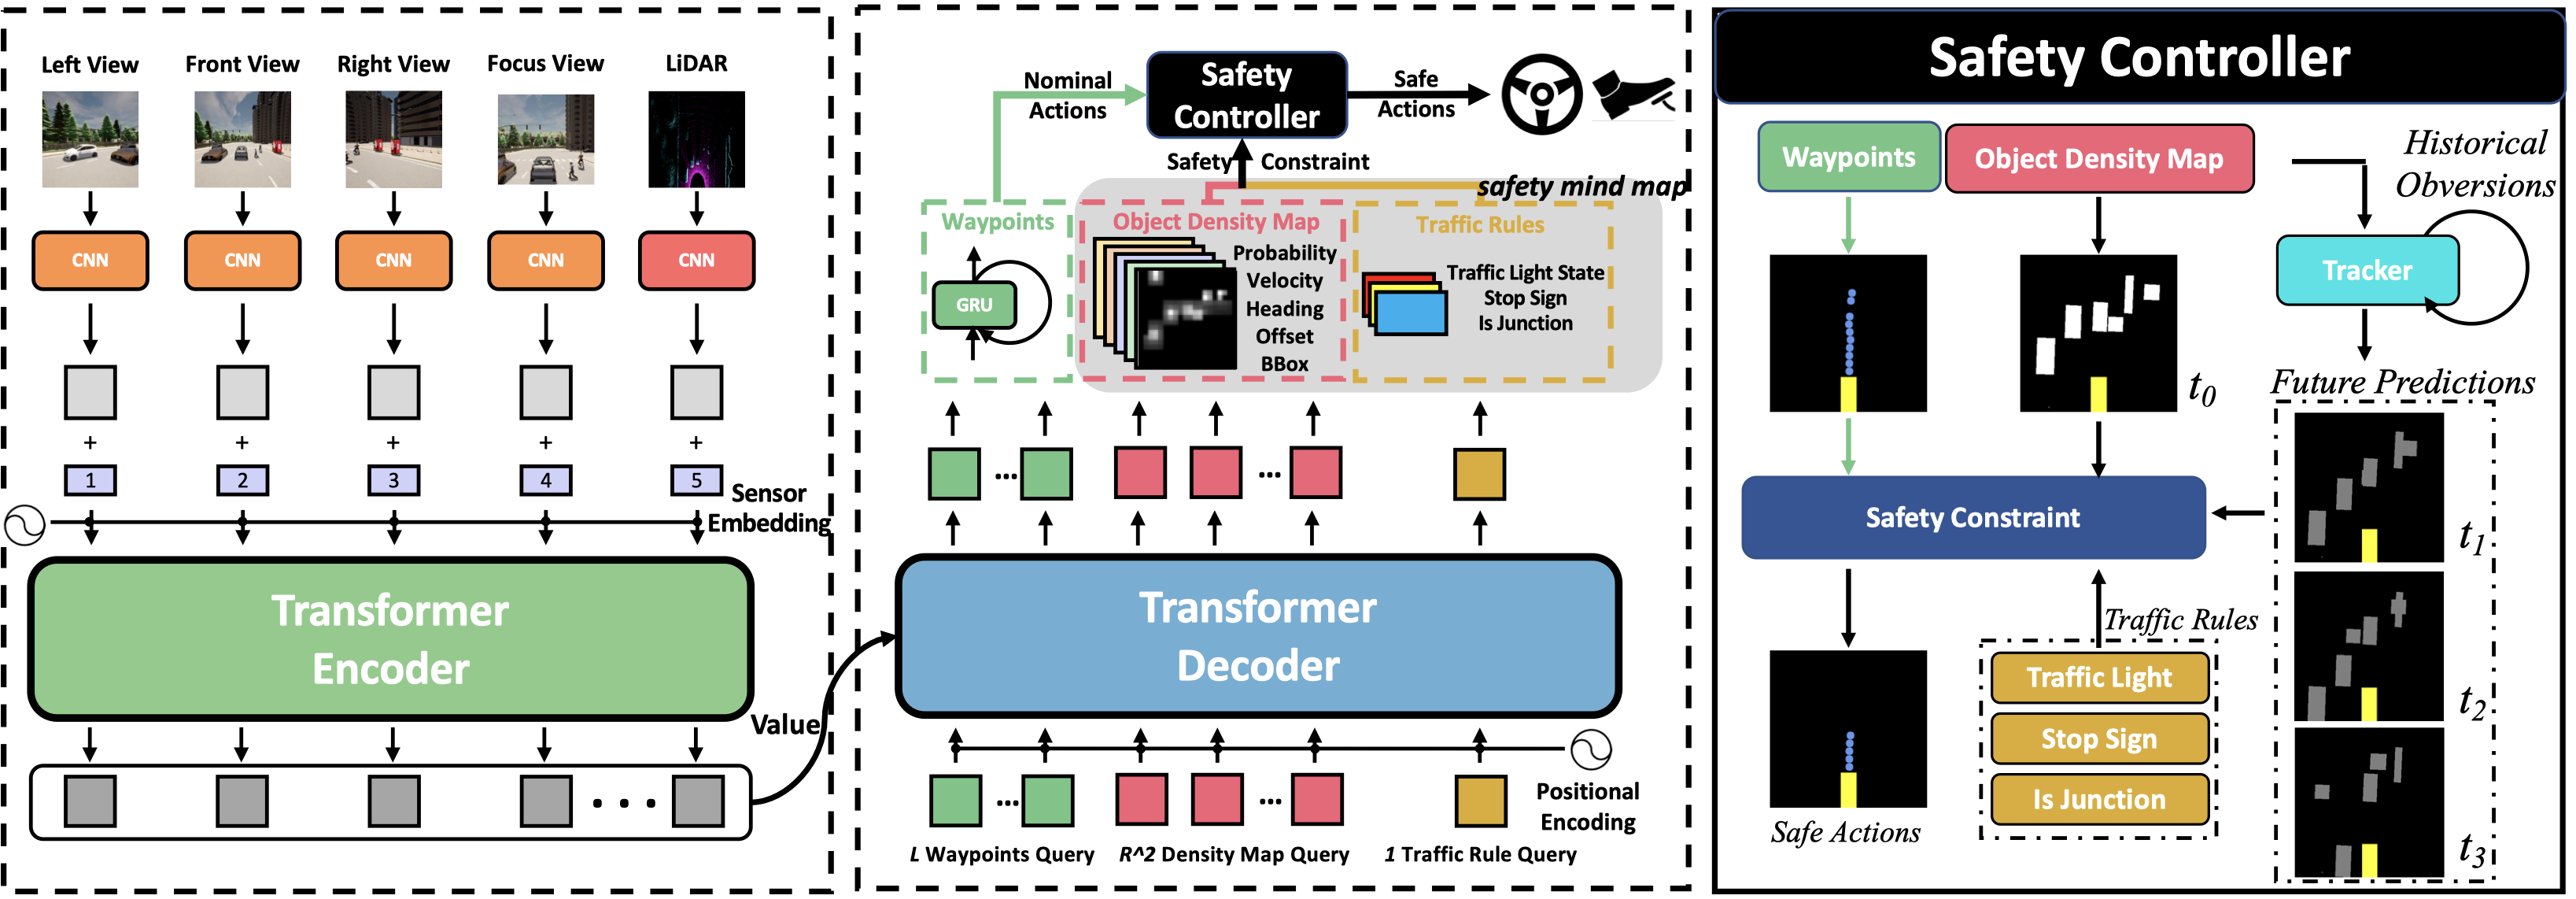 Left View
Front View
Right View
Focus View
LiDAR
CNN
CNN
CNN
CNN
CNN
+
+
+
+
+
1
2
3
4
5
Sensor
Embedding
Transformer
Encoder
Value
Nominal
Actions
Safety
Controller
Safe
Actions
Safety Constraint
safety mind map
Waypoints
GRU
Object Density Map
Probability
Velocity
Heading
Offset
BBox
Traffic Rules
Traffic Light State
Stop Sign
Is Junction
...
...
Transformer
Decoder
...
...
Positional
Encoding
L Waypoints Query
R^2 Density Map Query
1 Traffic Rule Query
Safety Controller
Waypoints
Object Density Map
Historical
Obversions
Tracker
t0
Future Predictions
Safety Constraint
t1
t2
t3
Traffic Rules
Traffic Light
Stop Sign
Is Junction
Safe Actions